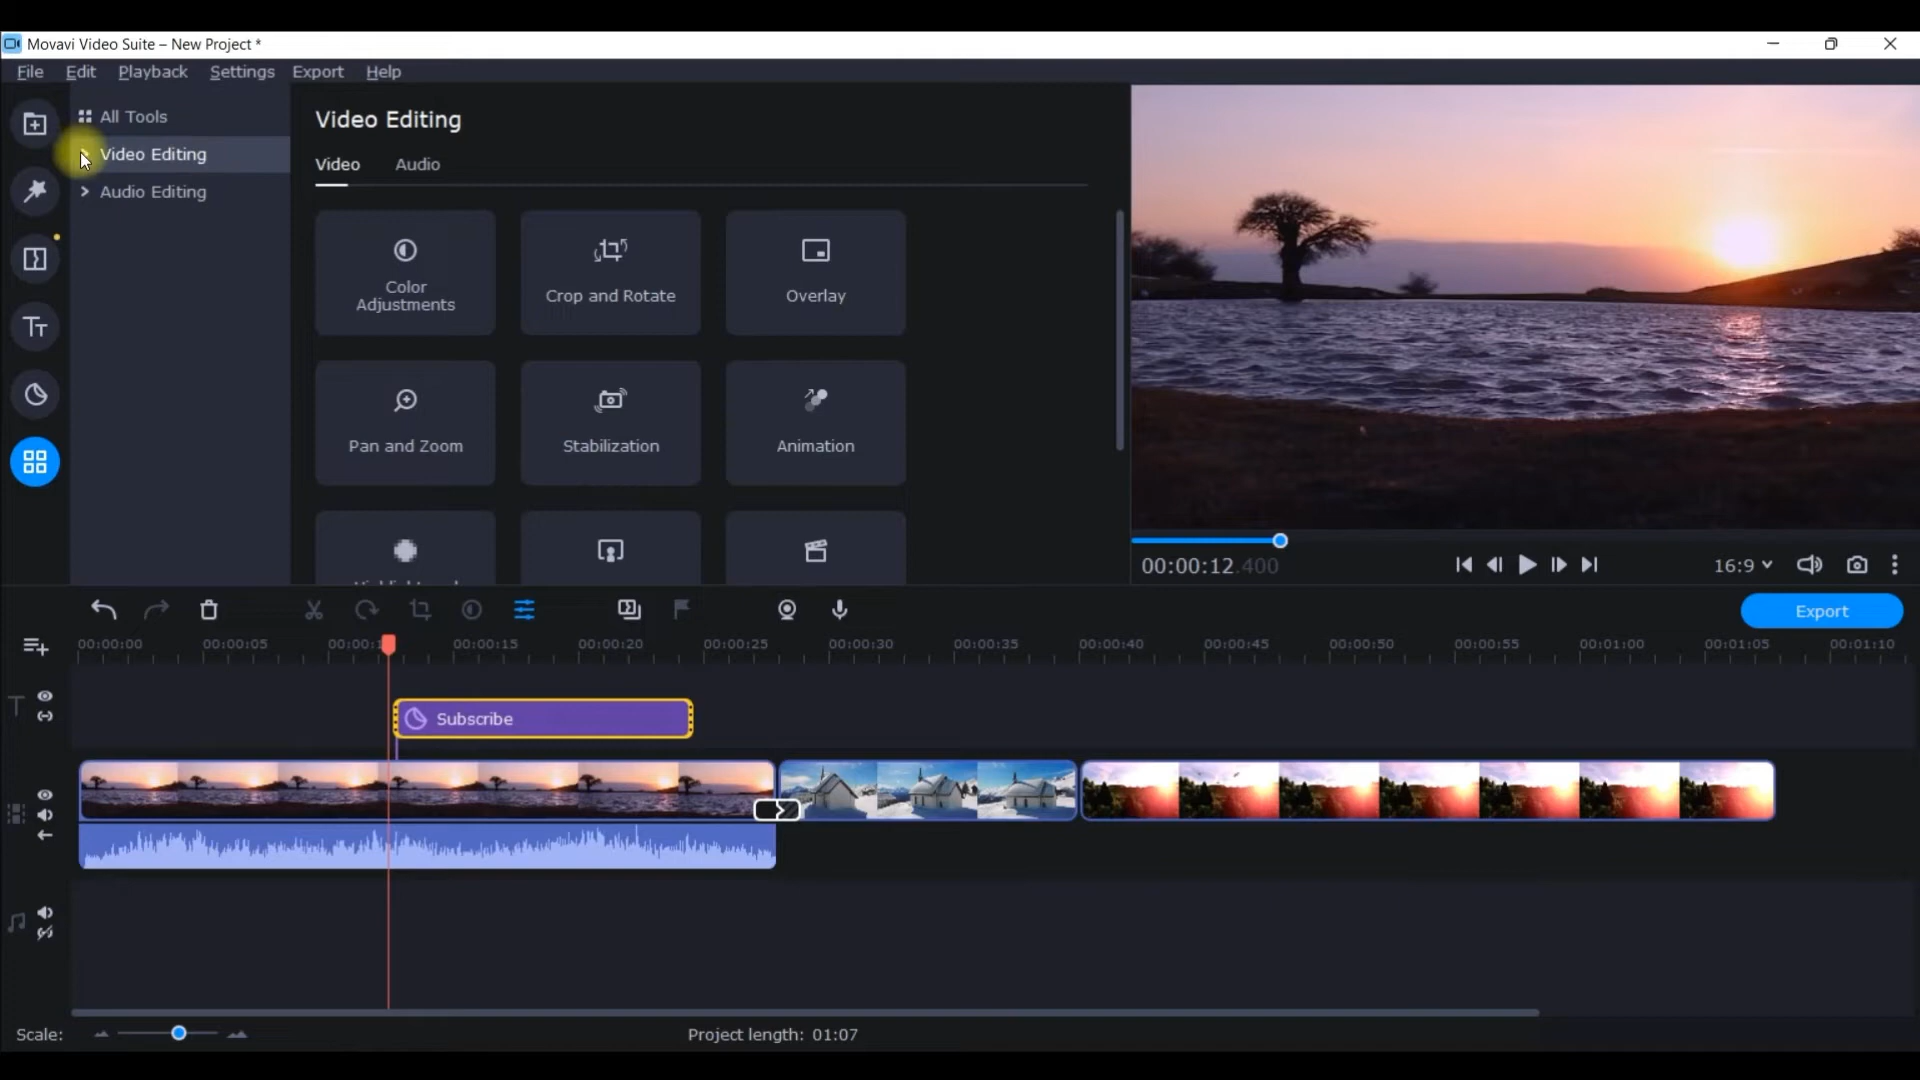 Movavi Video Suite – New Project *
File Edit Playback Settings Export Help
All Tools
Video Editing
Audio Editing
Video Editing
Video Audio
Color
Adjustments
Crop and Rotate
Overlay
Pan and Zoom
Stabilization
Animation
00:00:12.400
16:9
Export
00:00:00 00:00:05 00:00:15 00:00:20 00:00:25 00:00:30 00:00:35 00:00:40 00:00:45 00:00:50 00:00:55 00:01:00 00:01:05 00:01:10
Subscribe
Scale:
Project length: 01:07